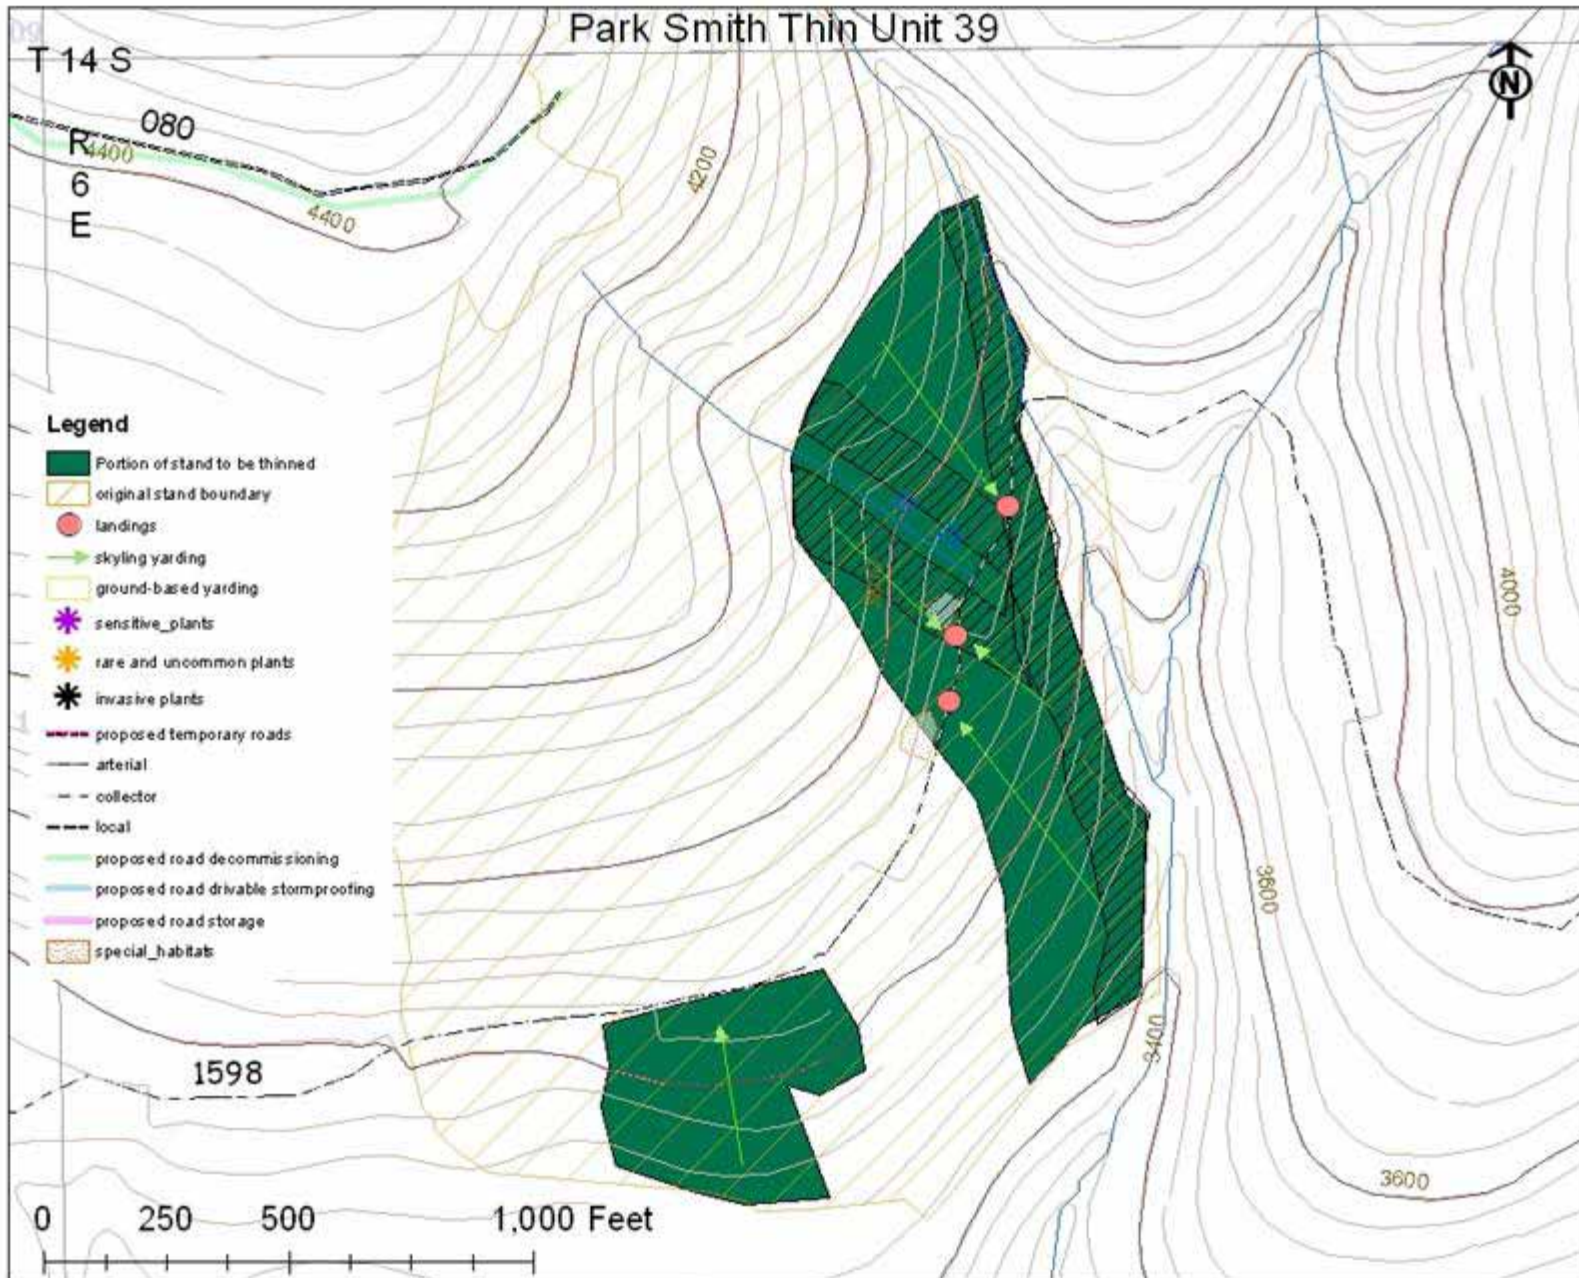 Park Smith Thin Unit 39
09
T 14 S
N
080
R
4400
6
4400
E
4200
Legend
Portion of stand to be thinned
original stand boundary
landings
skyling yarding
ground-based yarding
sensitive_plants
rare and uncommon plants
invasive plants
proposed temporary roads
arterial
collector
local
proposed road decommissioning
proposed road drivable stormproofing
proposed road storage
special_habitats
4000
3600
3400
1598
3600
0 250 500 1,000 Feet